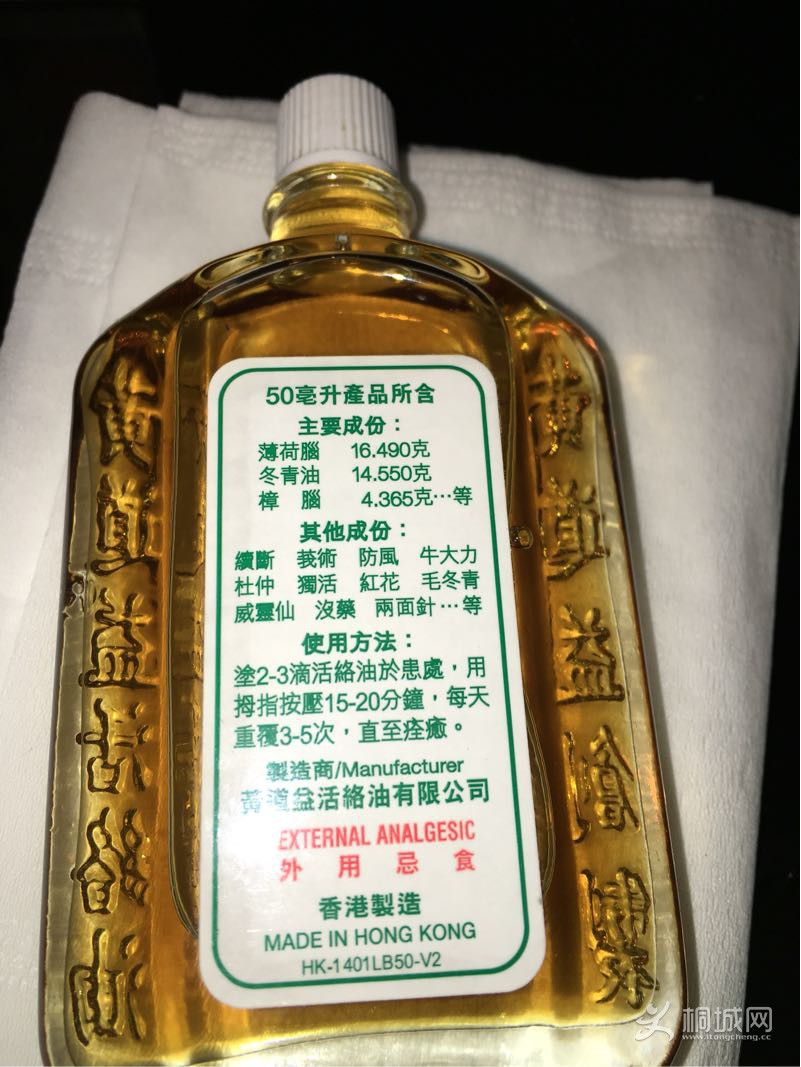 50毫升產品所含
主要成份：
薄荷腦 16.490克
冬青油 14.550克
樟 腦 4.365克…等
其他成份：
續斷 莪術 防風 牛大力
杜仲 獨活 紅花 毛冬青
威靈仙 沒藥 兩面針…等
使用方法：
塗2-3滴活絡油於患處，用
拇指按壓15-20分鐘，每天
重覆3-5次，直至痊癒。
製造商/Manufacturer
黃道益活絡油有限公司
EXTERNAL ANALGESIC
外用忌食
香港製造
MADE IN HONG KONG
HK-1401LB50-V2
黃道益活絡油
黃道益創製
桐城网
www.itongcheng.cc